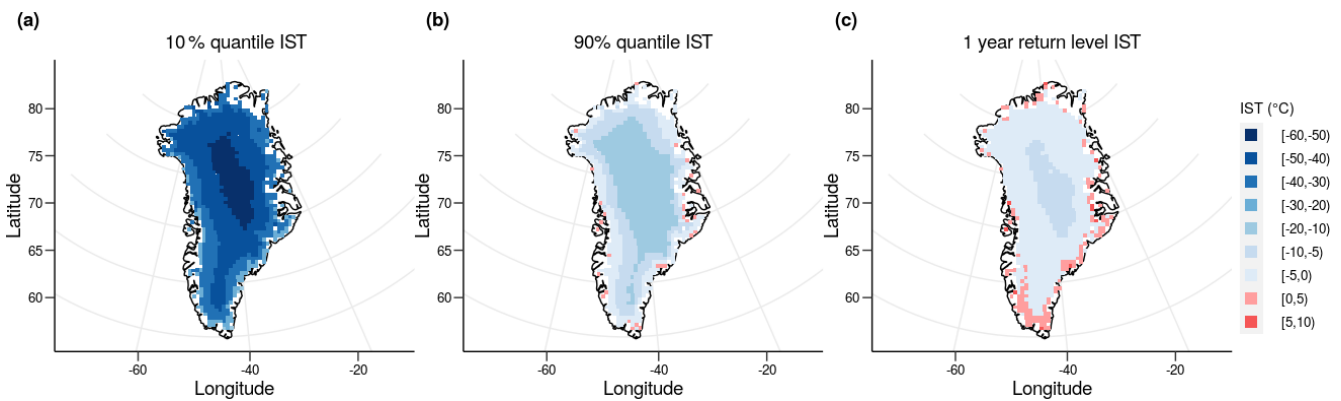 (a)
10 % quantile IST
80
75
70
65
60
Latitude
-60
-40
-20
Longitude
(b)
90% quantile IST
80
75
70
65
60
Latitude
-60
-40
-20
Longitude
(c)
1 year return level IST
80
75
70
65
60
Latitude
-60
-40
-20
Longitude
IST (°C)
[-60,-50)
[-50,-40)
[-40,-30)
[-30,-20)
[-20,-10)
[-10,-5)
[-5,0)
[0,5)
[5,10)